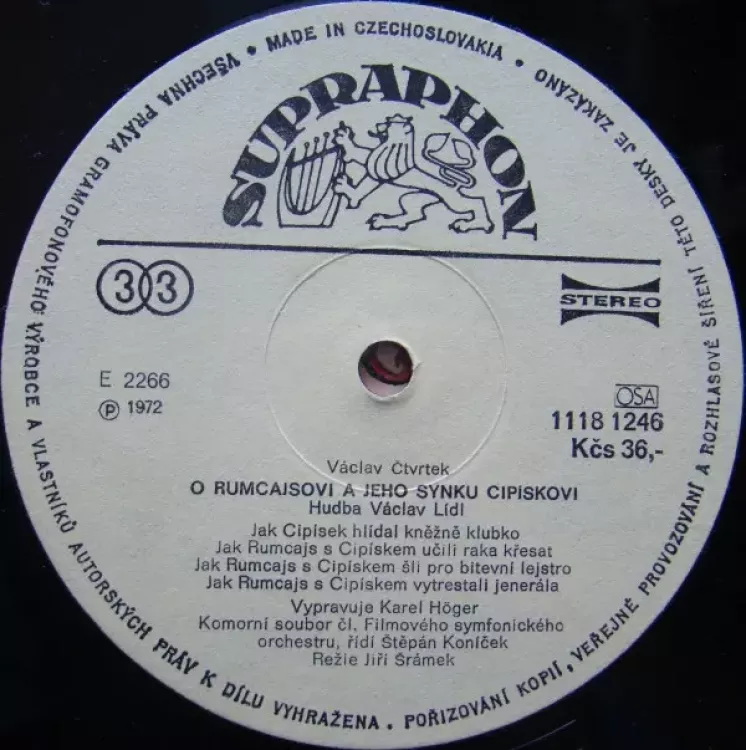 VŠECHNA PRÁVA GRAMOFONOVÉHO VÝROBCE A VLASTNÍKŮ AUTORSKÝCH PRÁV K DÍLU VYHRAŽENA • POŘIZOVÁNÍ KOPIÍ, VEŘEJNÉ PROVOZOVÁNÍ A ROZHLASOVÉ ŠÍŘENÍ TÉTO DESKY JE ZAKÁZÁNO • MADE IN CZECHOSLOVAKIA •
SUPRAPHON
33
STEREO
E 2266
Ⓟ 1972
OSA
1118 1246
Kčs 36,-
Václav Čtvrtek
O RUMCAJSOVI A JEHO SYNKU CIPÍSKOVI
Hudba Václav Lídl
Jak Cipísek hlídal kněžně klubko
Jak Rumcajs s Cipískem učili raka křesat
Jak Rumcajs s Cipískem šli pro bitevní lejstro
Jak Rumcajs s Cipískem vytrestali jenerála
Vypravuje Karel Höger
Komorní soubor čl. Filmového symfonického
orchestru, řídí Štěpán Koníček
Režie Jiří Šrámek